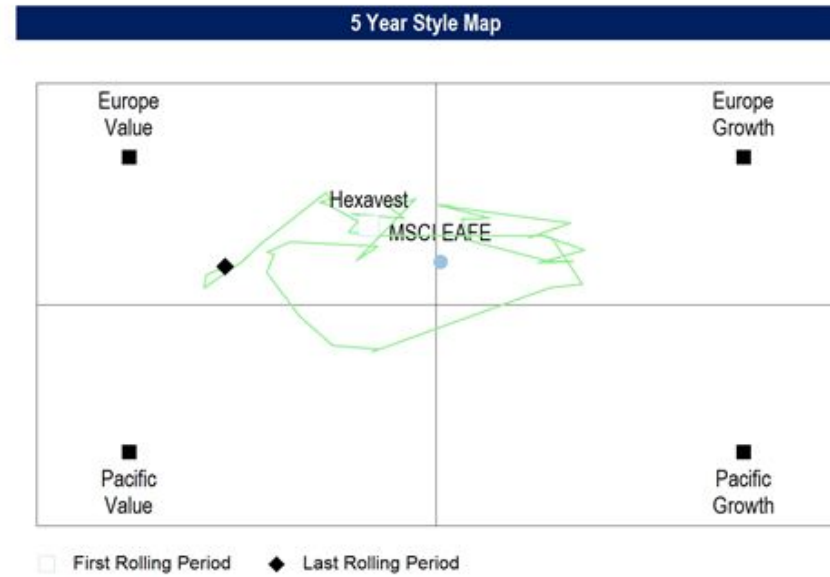 5 Year Style Map
Europe
Value
Europe
Growth
Hexavest
MSCI EAFE
Pacific
Value
Pacific
Growth
First Rolling Period
Last Rolling Period